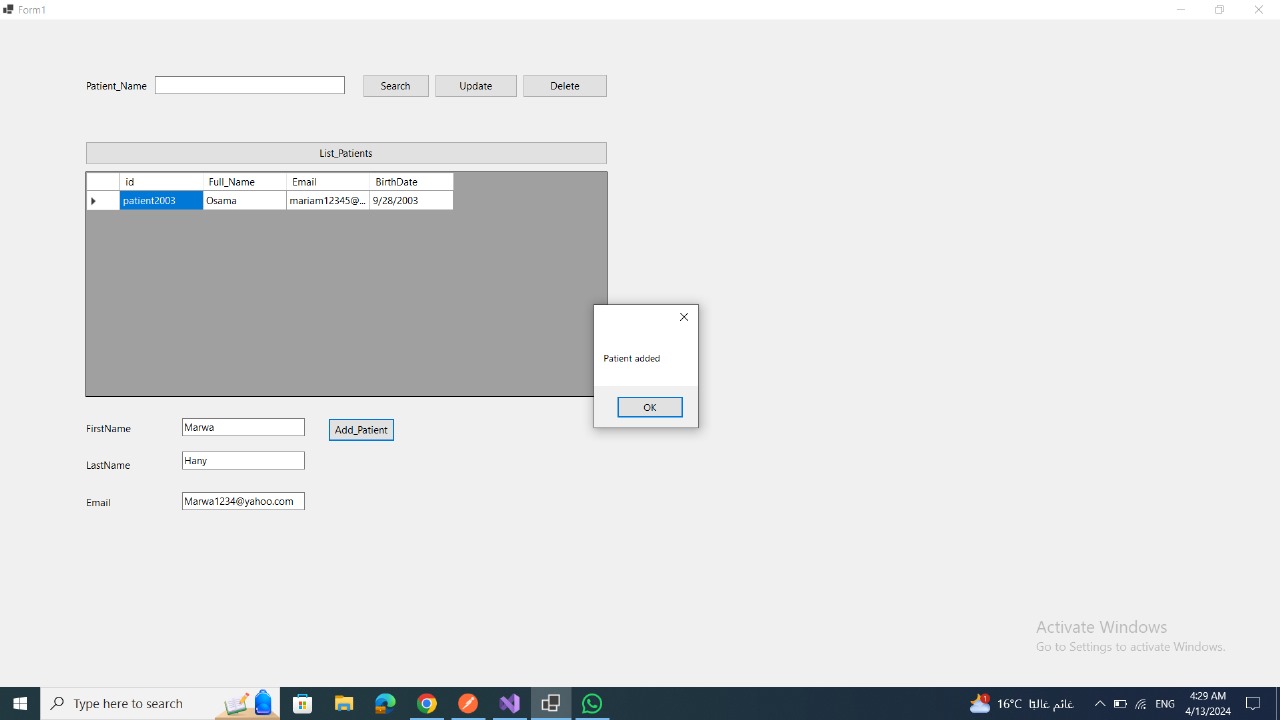 Form1
Patient_Name
Search
Update
Delete
List_Patients
id Full_Name Email BirthDate
patient2003 Osama mariam12345@... 9/28/2003
Patient added
OK
FirstName Marwa Add_Patient
LastName Hany
Email Marwa1234@yahoo.com
Activate Windows
Go to Settings to activate Windows.
Type here to search
1
16°C غائم غالبًا
ENG
4:29 AM
4/13/2024